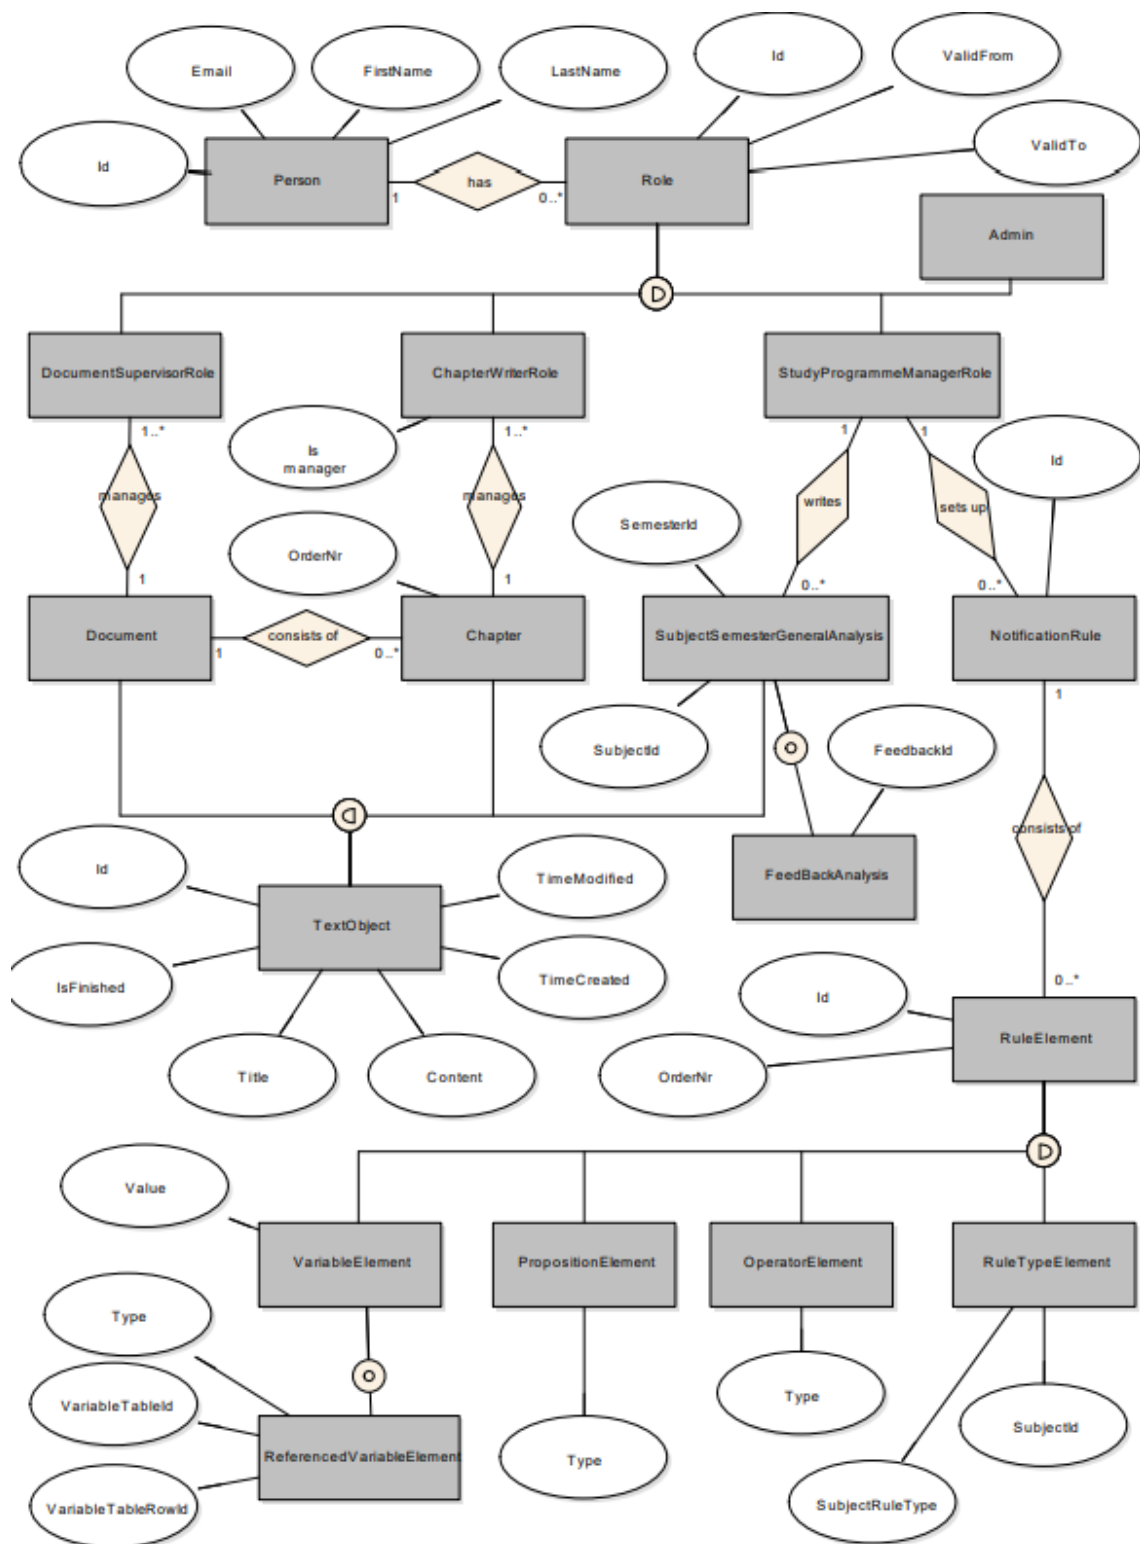 Email
FirstName
LastName
Id
ValidFrom
Id
Person
has
Role
ValidTo
1
0..*
Admin
D
DocumentSupervisorRole
ChapterWriterRole
StudyProgrammeManagerRole
1..*
1..*
1
1
Is
manager
Id
manages
manages
writes
sets up
SemesterId
OrderNr
1
1
0..*
0..*
Document
consists of
Chapter
SubjectSemesterGeneralAnalysis
NotificationRule
1
0..*
1
SubjectId
O
FeedbackId
D
consists of
Id
TimeModified
FeedBackAnalysis
TextObject
IsFinished
TimeCreated
Id
0..*
RuleElement
Title
Content
OrderNr
D
Value
VariableElement
PropositionElement
OperatorElement
RuleTypeElement
Type
O
VariableTableId
Type
SubjectId
ReferencedVariableElement
Type
VariableTableRowId
SubjectRuleType